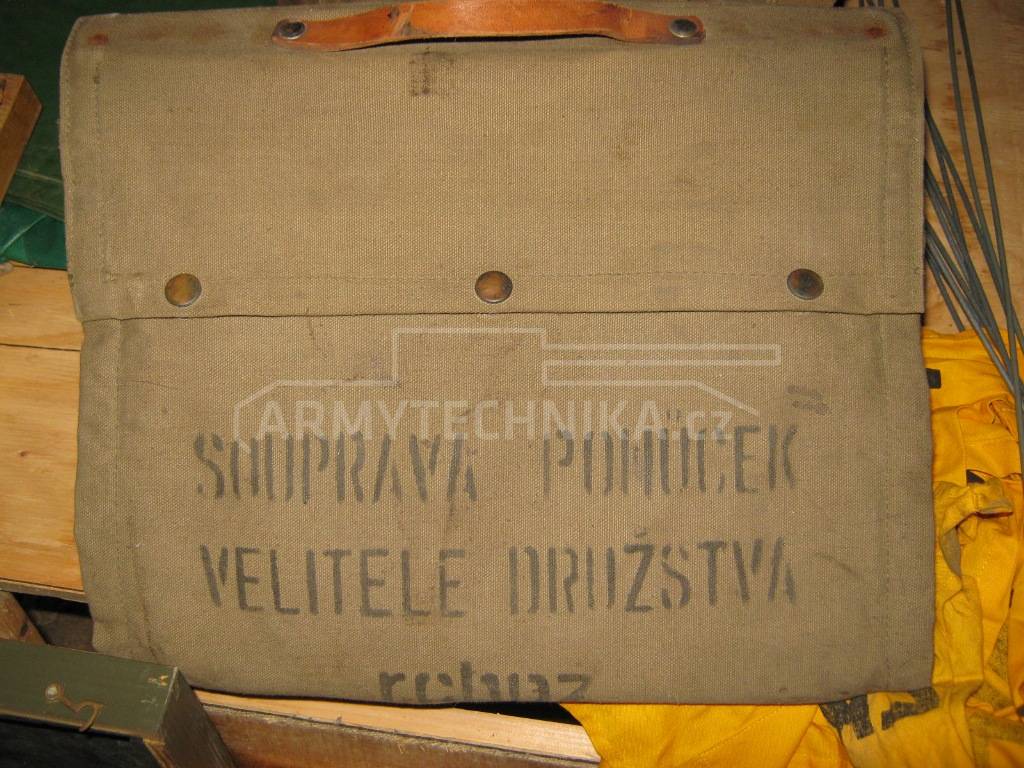 ARMYTECHNIKA.cz
SOUPRAVA POMŮCEK
VELITELE DRUŽSTVA